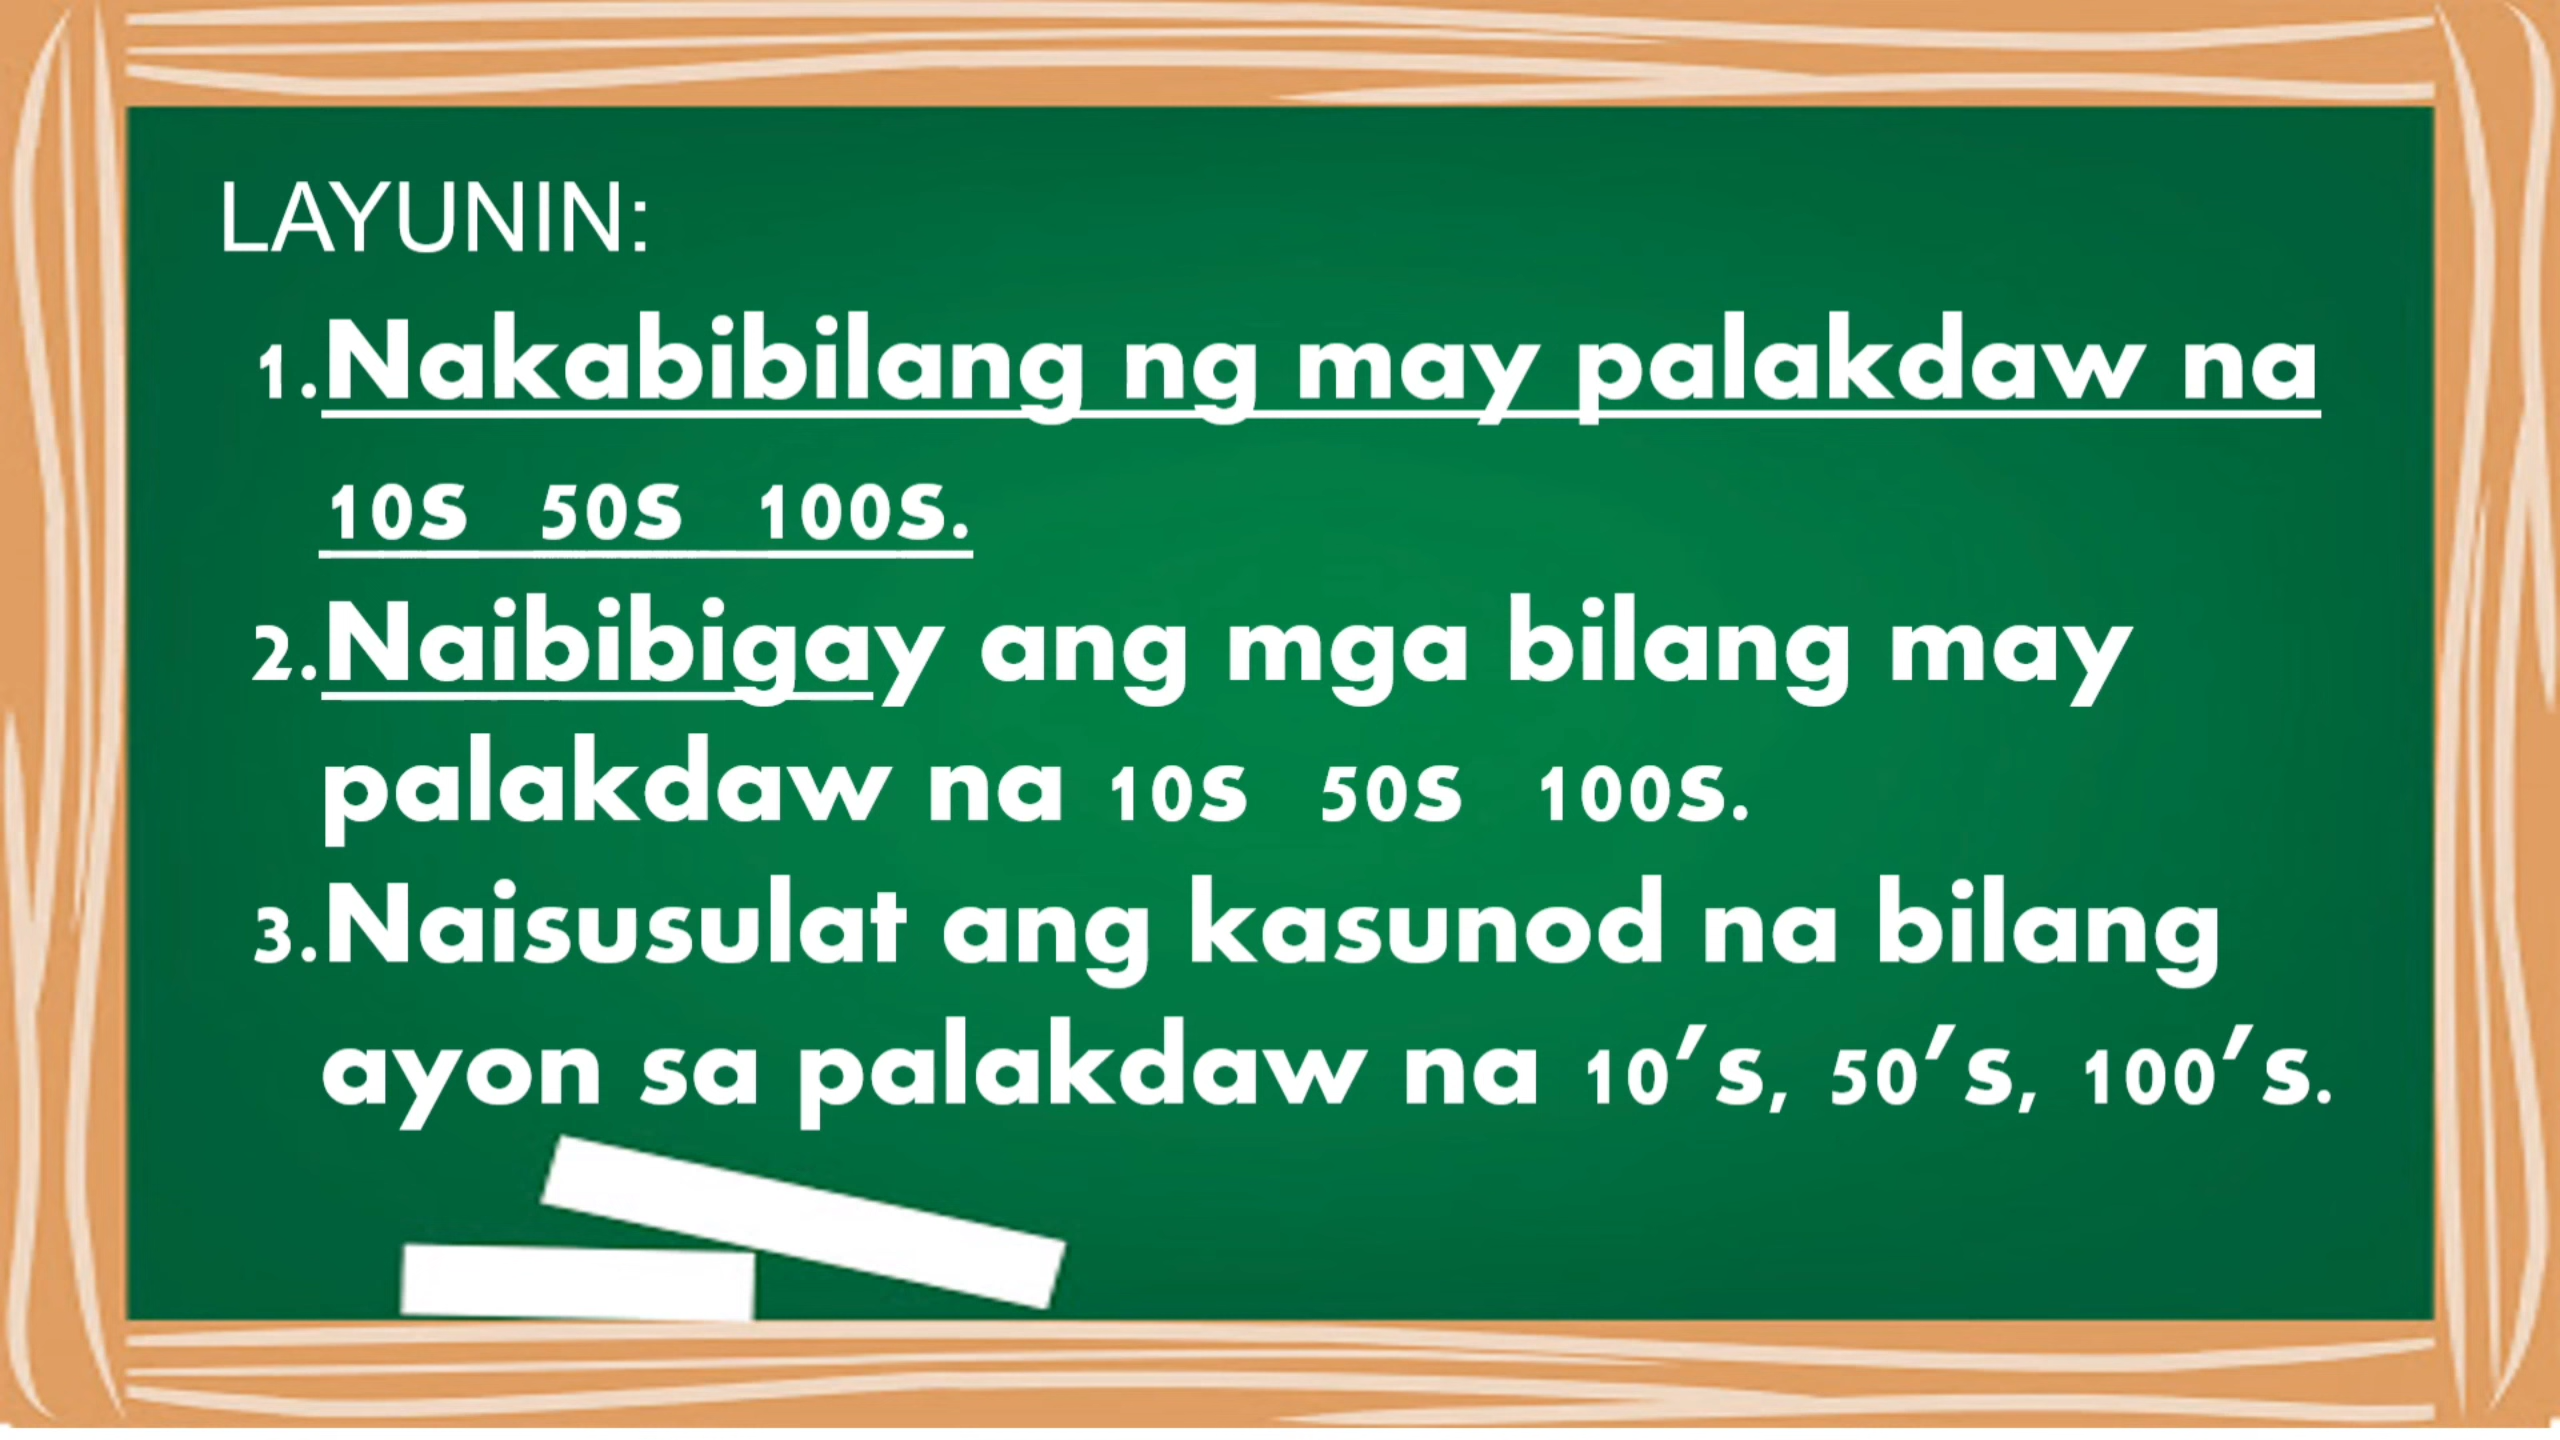 LAYUNIN:
1.Nakabibilang ng may palakdaw na
10s 50s 100s.
2.Naibibigay ang mga bilang may
palakdaw na 10s 50s 100s.
3.Naisusulat ang kasunod na bilang
ayon sa palakdaw na 10's, 50's, 100's.